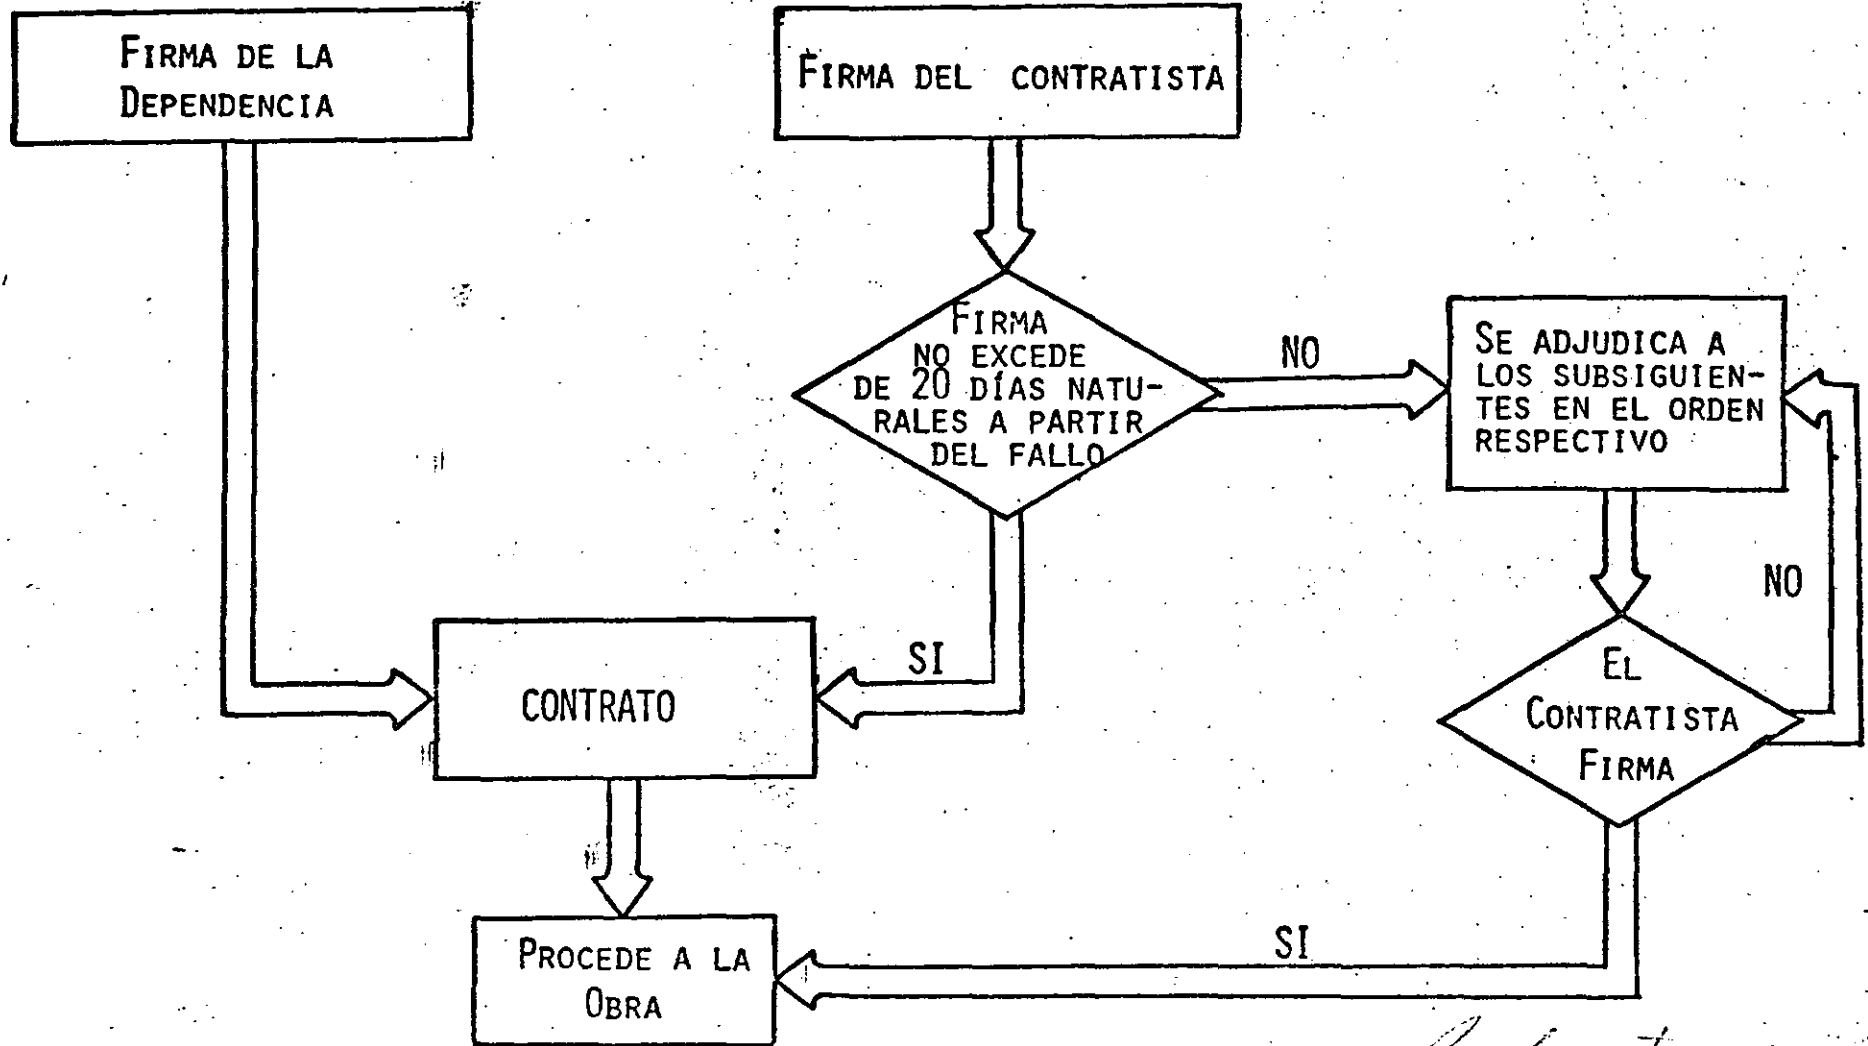 FIRMA DE LA
DEPENDENCIA
FIRMA DEL CONTRATISTA
FIRMA
NO EXCEDE
DE 20 DÍAS NATU-
RALES A PARTIR
DEL FALLO
NO
SE ADJUDICA A
LOS SUBSIGUIEN-
TES EN EL ORDEN
RESPECTIVO
NO
SI
CONTRATO
EL
CONTRATISTA
FIRMA
SI
PROCEDE A LA
OBRA